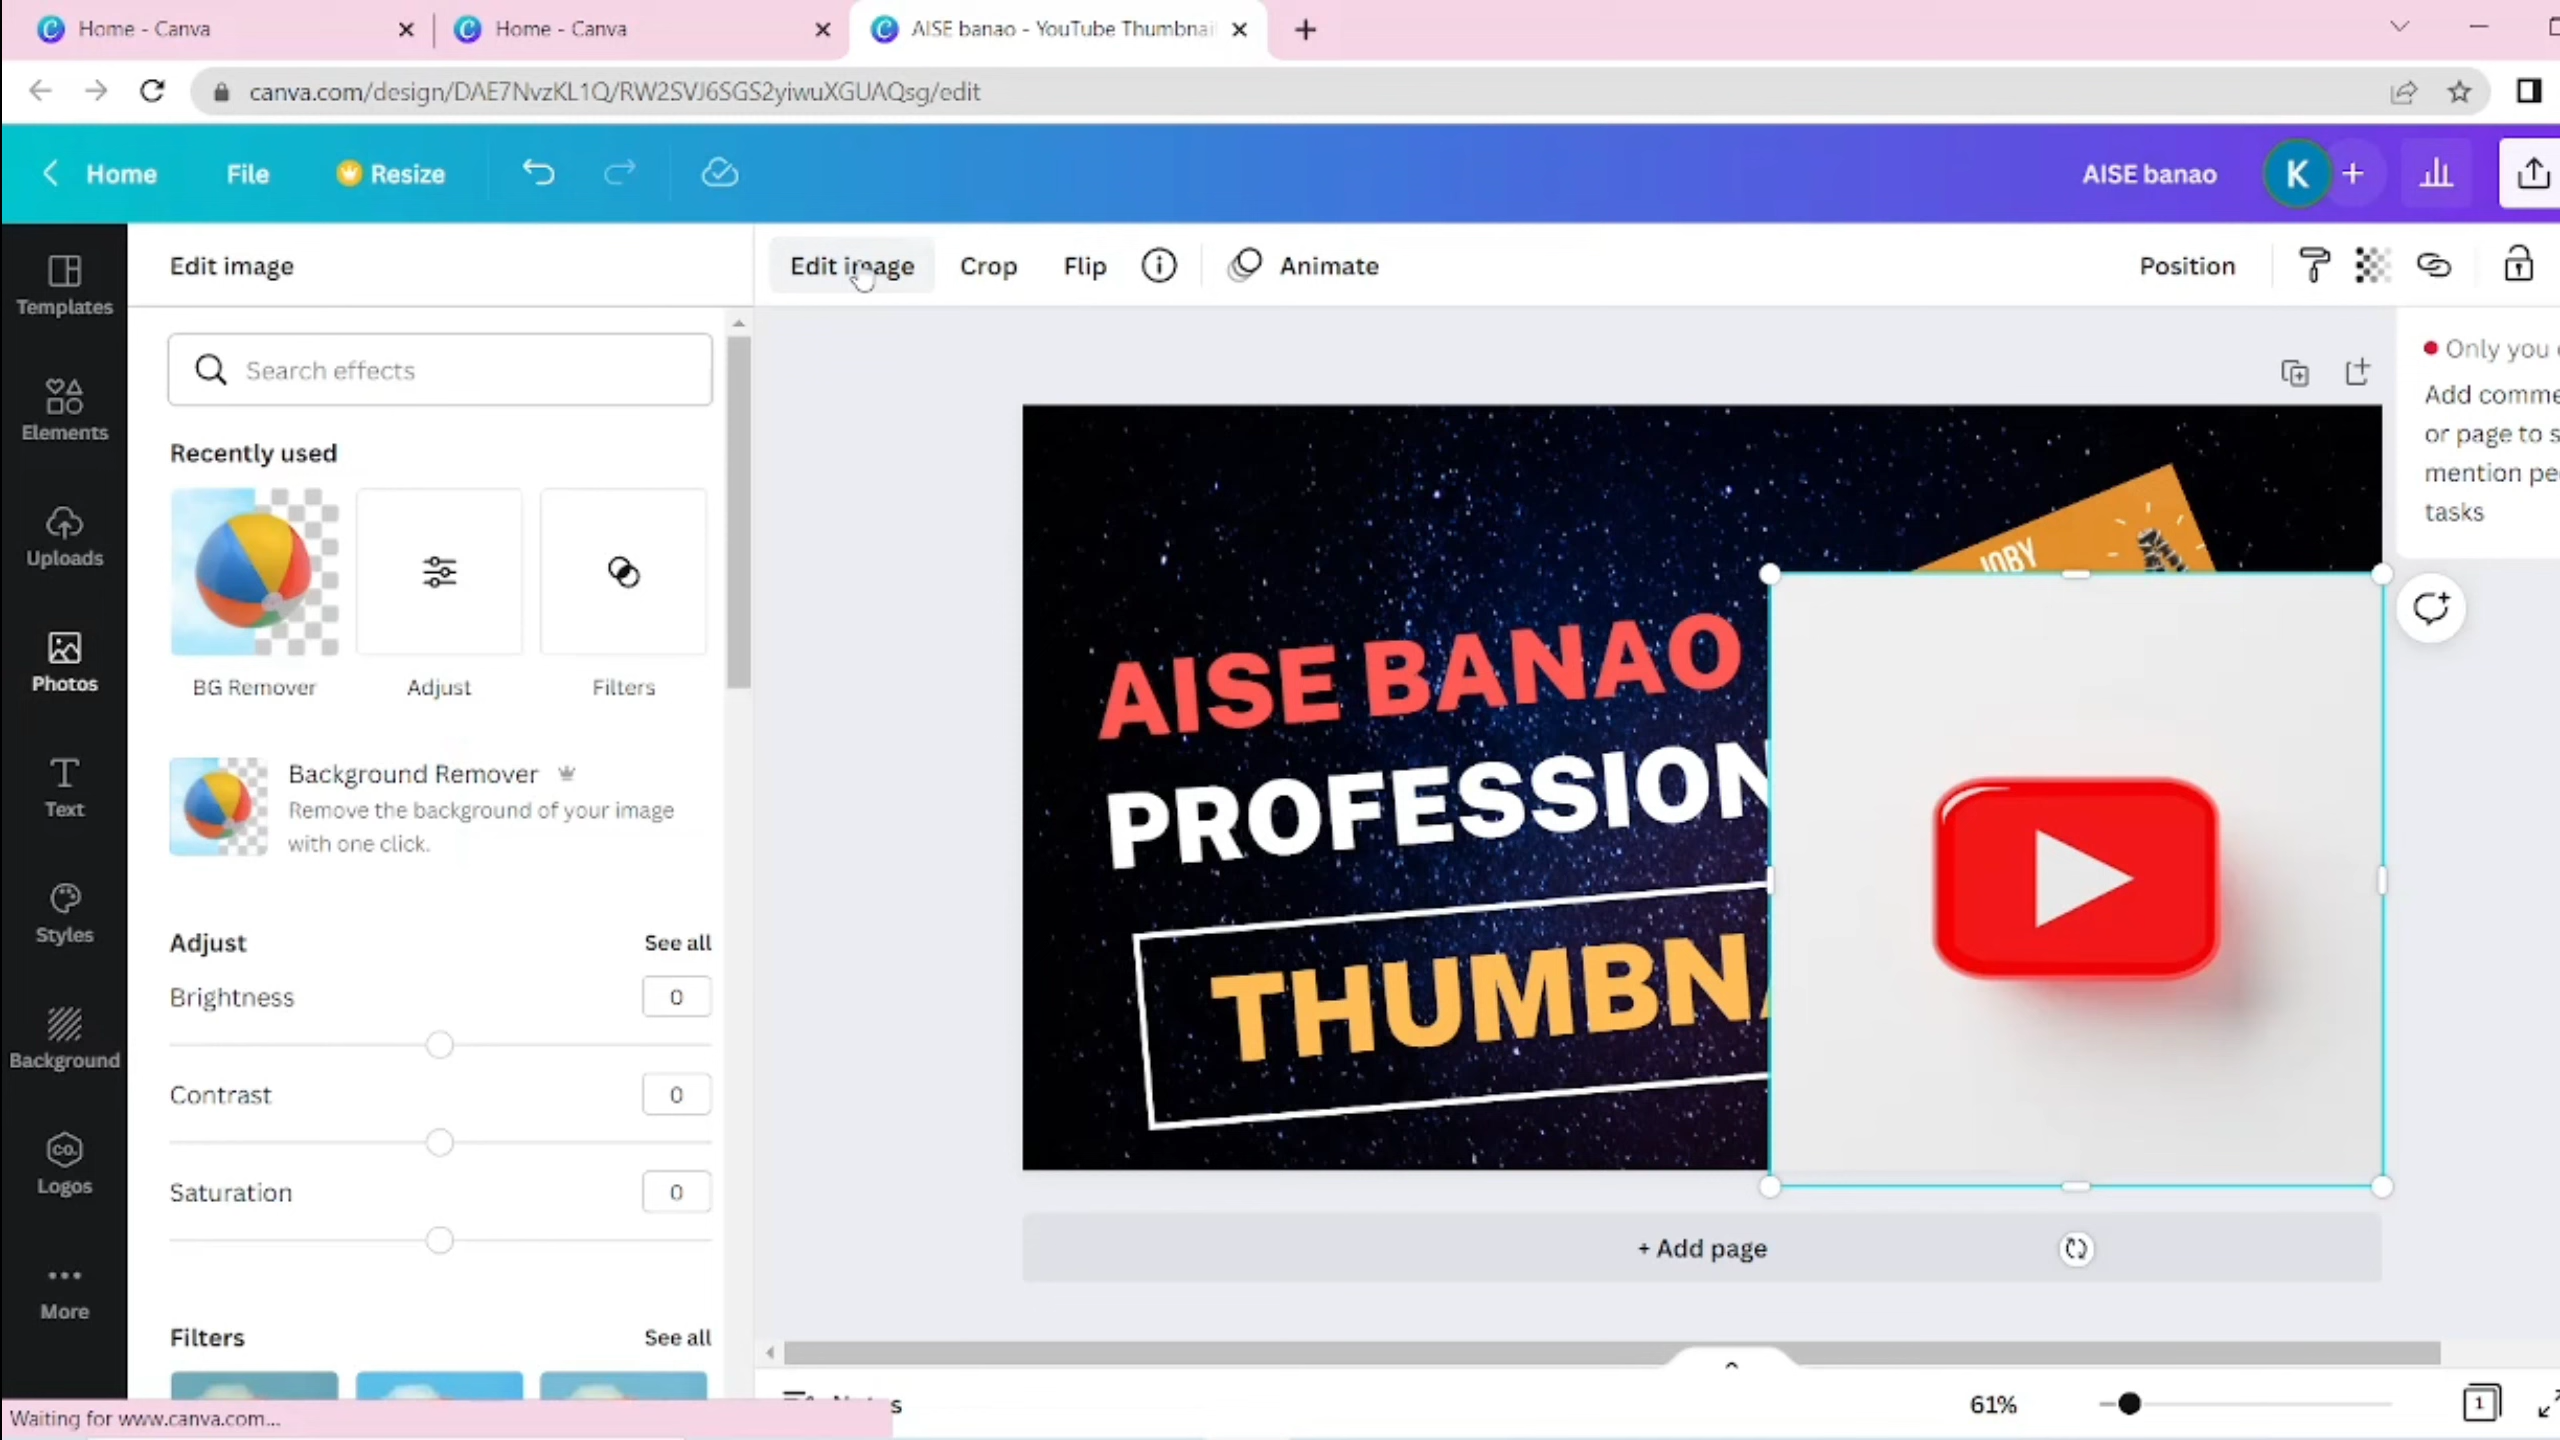 Home - Canva
Home - Canva
AISE banao - YouTube Thumbnail
canva.com/design/DAE7NvzKL1Q/RW2SVJ6SGS2yiwuXGUAQsg/edit
Home
File
Resize
AISE banao
K
Edit image
Edit image
Crop
Flip
Animate
Position
Templates
Elements
Uploads
Photos
Text
Styles
Background
CO.
Logos
More
Search effects
Recently used
BG Remover
Adjust
Filters
Background Remover
Remove the background of your image
with one click.
Adjust
See all
Brightness
0
Contrast
0
Saturation
0
Filters
See all
JOBY
AISE BANAO
PROFESSION
THUMBNA
Only you
Add comme
or page to s
mention pe
tasks
+ Add page
61%
1
Waiting for www.canva.com...